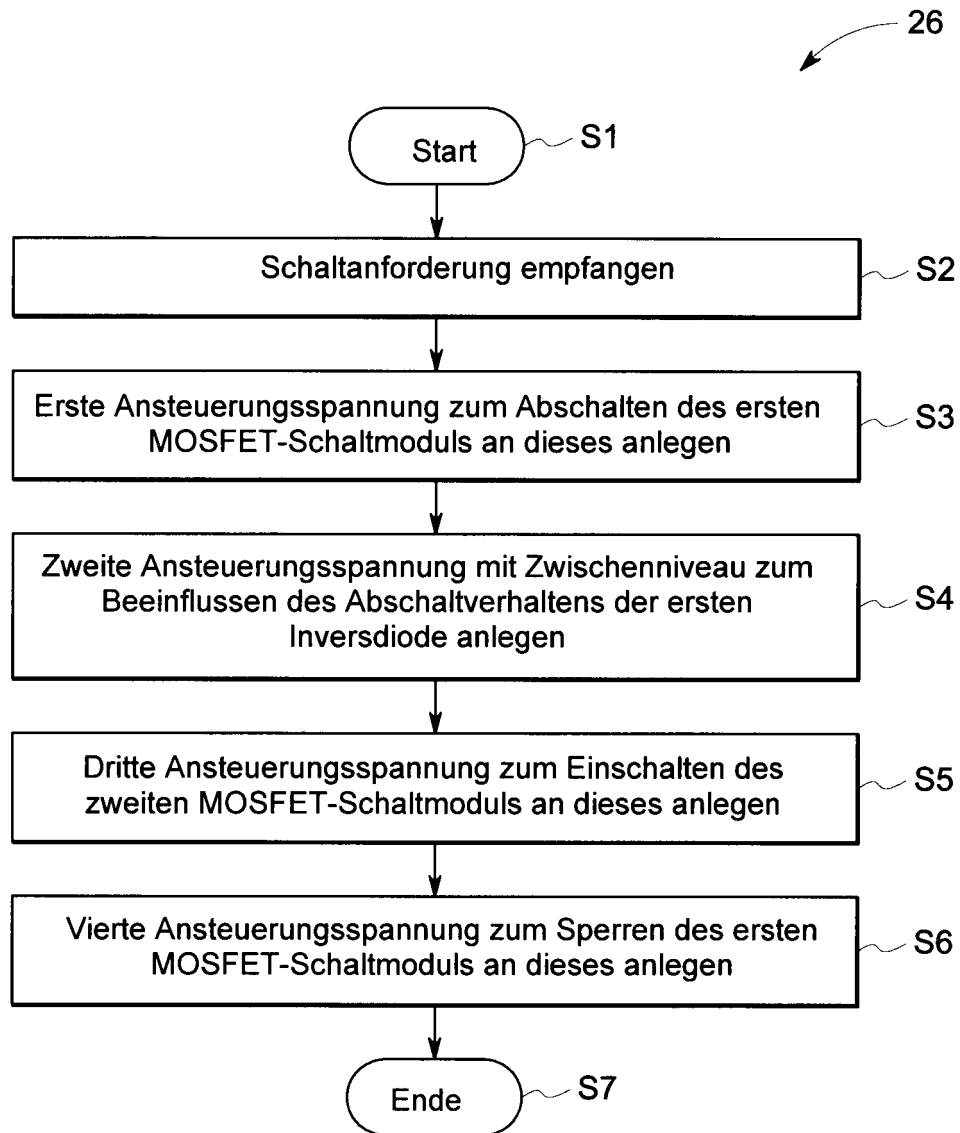 26
Start
S1
Schaltanforderung empfangen
S2
Erste Ansteuerungsspannung zum Abschalten des ersten
MOSFET-Schaltmoduls an dieses anlegen
S3
Zweite Ansteuerungsspannung mit Zwischenniveau zum
Beeinflussen des Abschaltverhaltens der ersten
Inversdiode anlegen
S4
Dritte Ansteuerungsspannung zum Einschalten des
zweiten MOSFET-Schaltmoduls an dieses anlegen
S5
Vierte Ansteuerungsspannung zum Sperren des ersten
MOSFET-Schaltmoduls an dieses anlegen
S6
Ende
S7